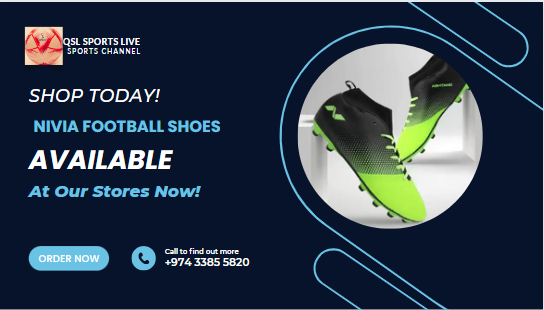 QSL SPORTS LIVE
SPORTS CHANNEL
SHOP TODAY!
NIVIA FOOTBALL SHOES
AVAILABLE
At Our Stores Now!
ORDER NOW
Call to find out more
+974 3385 5820